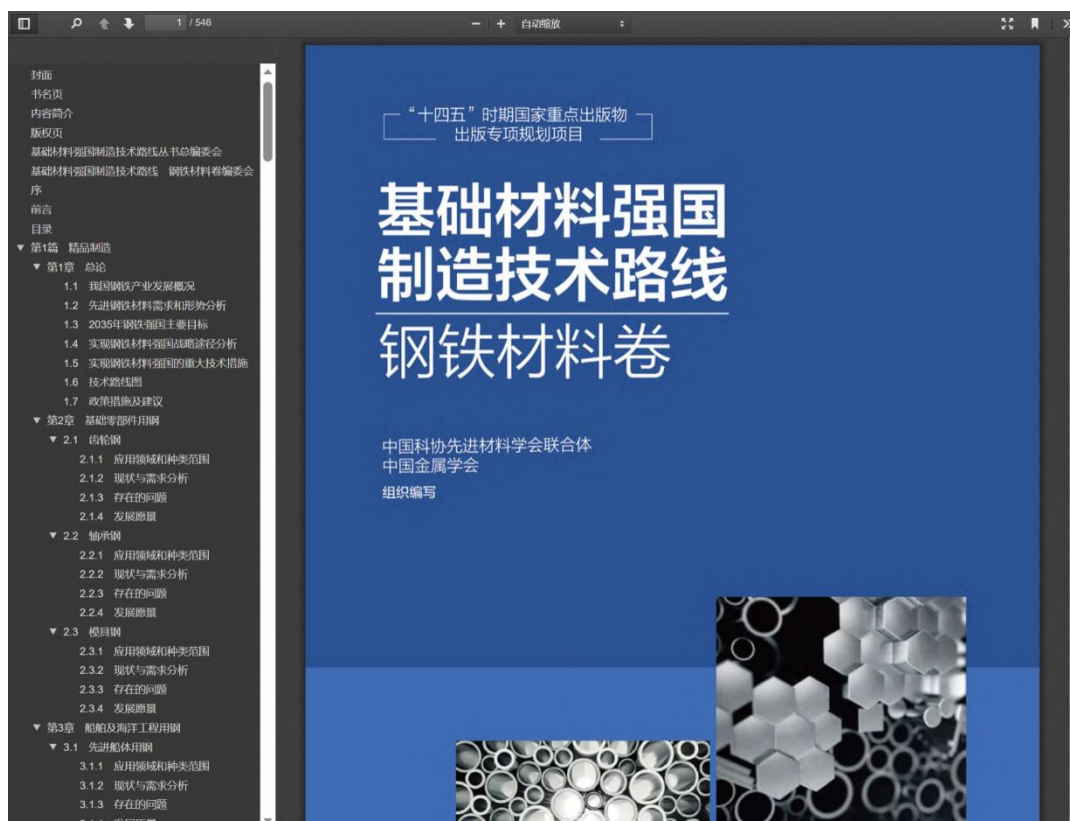 1 / 546
自动缩放
封面
书名页
内容简介
版权页
基础材料强国制造技术路线丛书总编委会
基础材料强国制造技术路线 钢铁材料卷编委会
序
前言
目录
第1篇 精品制造
第1章 总论
1.1 我国钢铁产业发展概况
1.2 先进钢铁材料需求和形势分析
1.3 2035年钢铁强国主要目标
1.4 实现钢铁材料强国战略途径分析
1.5 实现钢铁材料强国的重大技术措施
1.6 技术路线图
1.7 政策措施及建议
第2章 基础零部件用钢
2.1 齿轮钢
2.1.1 应用领域和种类范围
2.1.2 现状与需求分析
2.1.3 存在的问题
2.1.4 发展愿景
2.2 轴承钢
2.2.1 应用领域和种类范围
2.2.2 现状与需求分析
2.2.3 存在的问题
2.2.4 发展愿景
2.3 模具钢
2.3.1 应用领域和种类范围
2.3.2 现状与需求分析
2.3.3 存在的问题
2.3.4 发展愿景
第3章 船舶及海洋工程用钢
3.1 先进船体用钢
3.1.1 应用领域和种类范围
3.1.2 现状与需求分析
3.1.3 存在的问题
“十四五”时期国家重点出版物
出版专项规划项目
基础材料强国
制造技术路线
钢铁材料卷
中国科协先进材料学会联合体
中国金属学会
组织编写